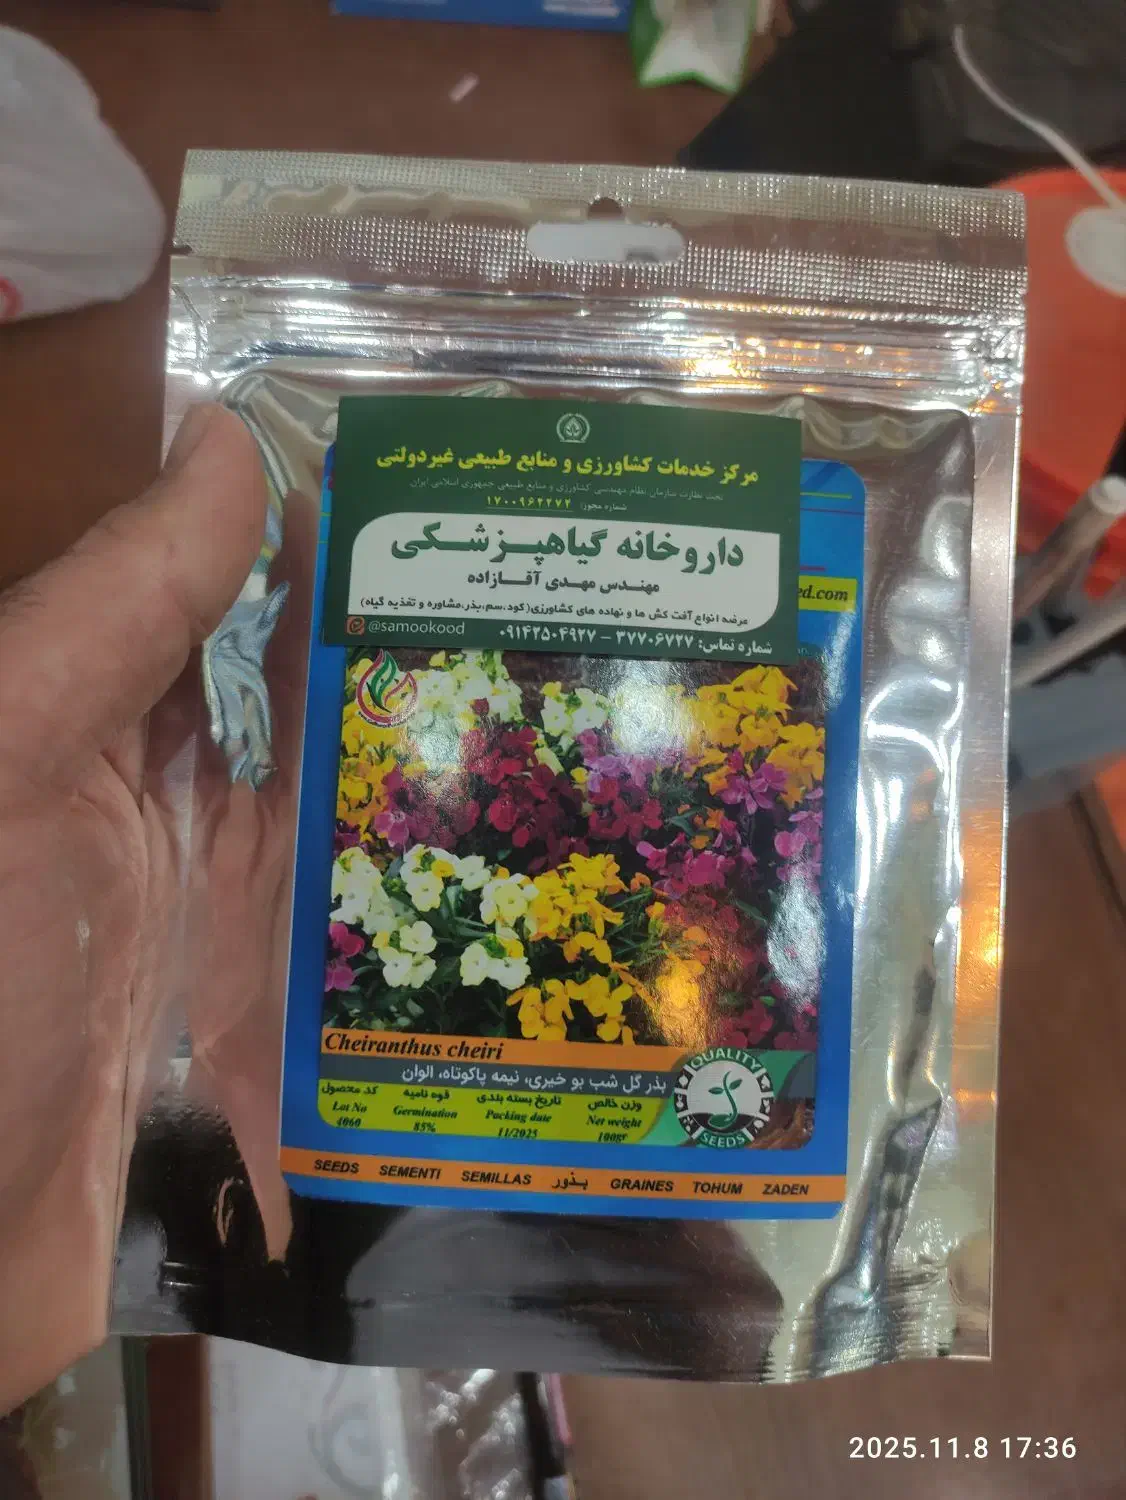 مرکز خدمات کشاورزی و منابع طبیعی غیردولتی
تحت نظارت سازمان نظام مهندسی کشاورزی و منابع طبیعی جمهوری اسلامی ایران
شماره مجوز:
داروخانه گیاهپزشکی
مهندس مهدی آقازاده
عرضه انواع آفت کش ها و نهاده های کشاورزی(کود،سم،بذر،مشاوره و تغذیه گیاه)
شماره تماس: ۳۷۷۰۶۷۲۷ – ۰۹۱۴۲۵۰۴۹۲۷
@samookood
ed.com
Cheiranthus cheiri
بذر گل شب بو خیری، نیمه پاکوتاه، الوان
وزن خالص تاریخ بسته بندی قوه نامیه کد محصول
Lot No Germination Packing date Net weight
4060 85% 11/2025 100gr
QUALITY
SEEDS
SEEDS SEMENTI SEMILLAS بذور GRAINES TOHUM ZADEN
2025.11.8 17:36